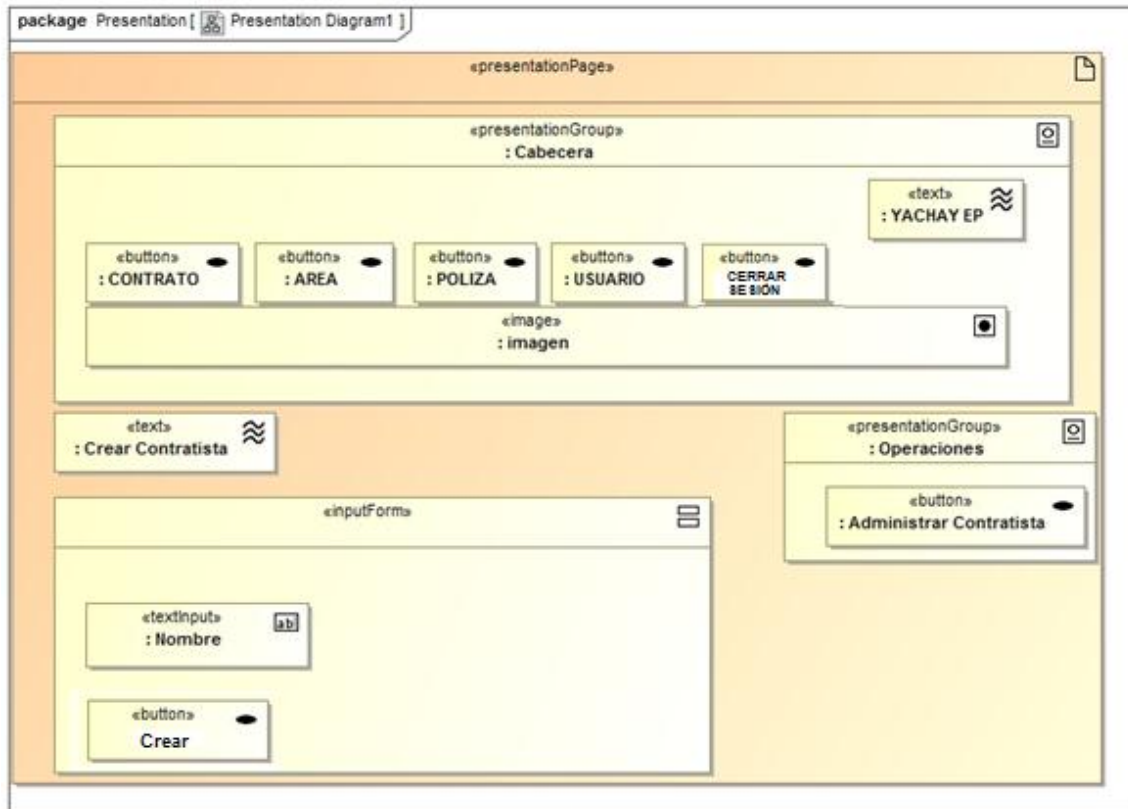 package Presentation [ Presentation Diagram1 ]
«presentationPage»
«presentationGroup»
: Cabecera
«text»
: YACHAY EP
«button»
: CONTRATO
«button»
: AREA
«button»
: POLIZA
«button»
: USUARIO
«button»
CERRAR
SESIÓN
«image»
: imagen
«text»
: Crear Contratista
«presentationGroup»
: Operaciones
«button»
: Administrar Contratista
«inputForm»
«textInput»
ab
: Nombre
«button»
Crear